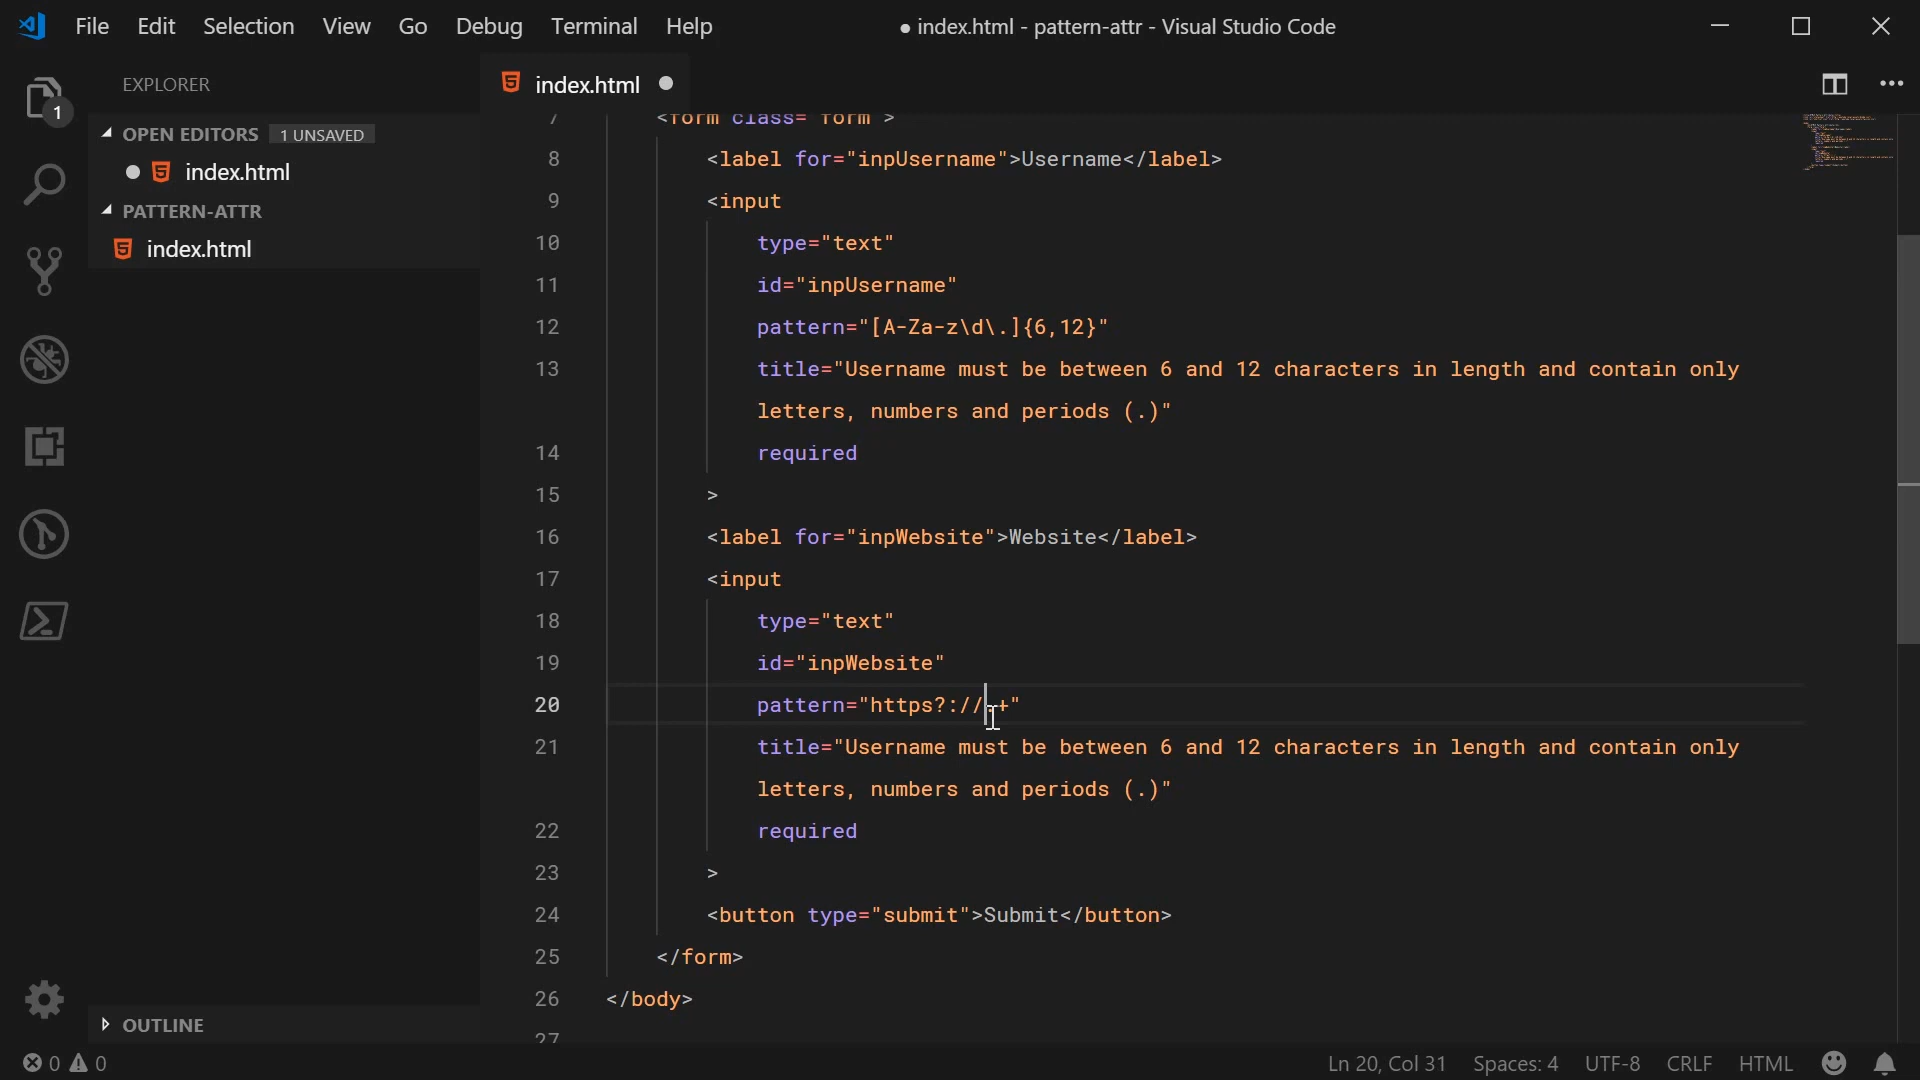 File Edit Selection View Go Debug Terminal Help ● index.html - pattern-attr - Visual Studio Code
EXPLORER
1
OPEN EDITORS 1 UNSAVED
index.html
PATTERN-ATTR
index.html
OUTLINE
index.html
7 <form class="form">
8 <label for="inpUsername">Username</label>
9 <input
10 type="text"
11 id="inpUsername"
12 pattern="[A-Za-z\d\.]{6,12}"
13 title="Username must be between 6 and 12 characters in length and contain only
letters, numbers and periods (.)"
14 required
15 >
16 <label for="inpWebsite">Website</label>
17 <input
18 type="text"
19 id="inpWebsite"
20 pattern="https?://.+"
21 title="Username must be between 6 and 12 characters in length and contain only
letters, numbers and periods (.)"
22 required
23 >
24 <button type="submit">Submit</button>
25 </form>
26 </body>
27
0 0 Ln 20, Col 31 Spaces: 4 UTF-8 CRLF HTML